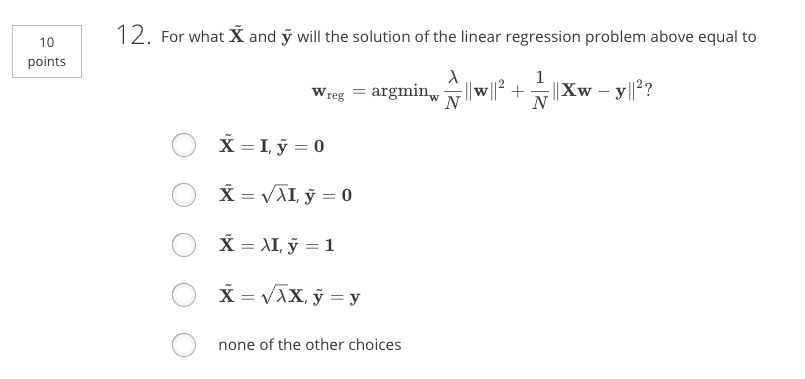 10
points
12. For what X̃ and ỹ will the solution of the linear regression problem above equal to
w_reg = argmin_w λ/N ||w||² + 1/N ||Xw − y||²?
X̃ = I, ỹ = 0
X̃ = √λI, ỹ = 0
X̃ = λI, ỹ = 1
X̃ = √λX, ỹ = y
none of the other choices